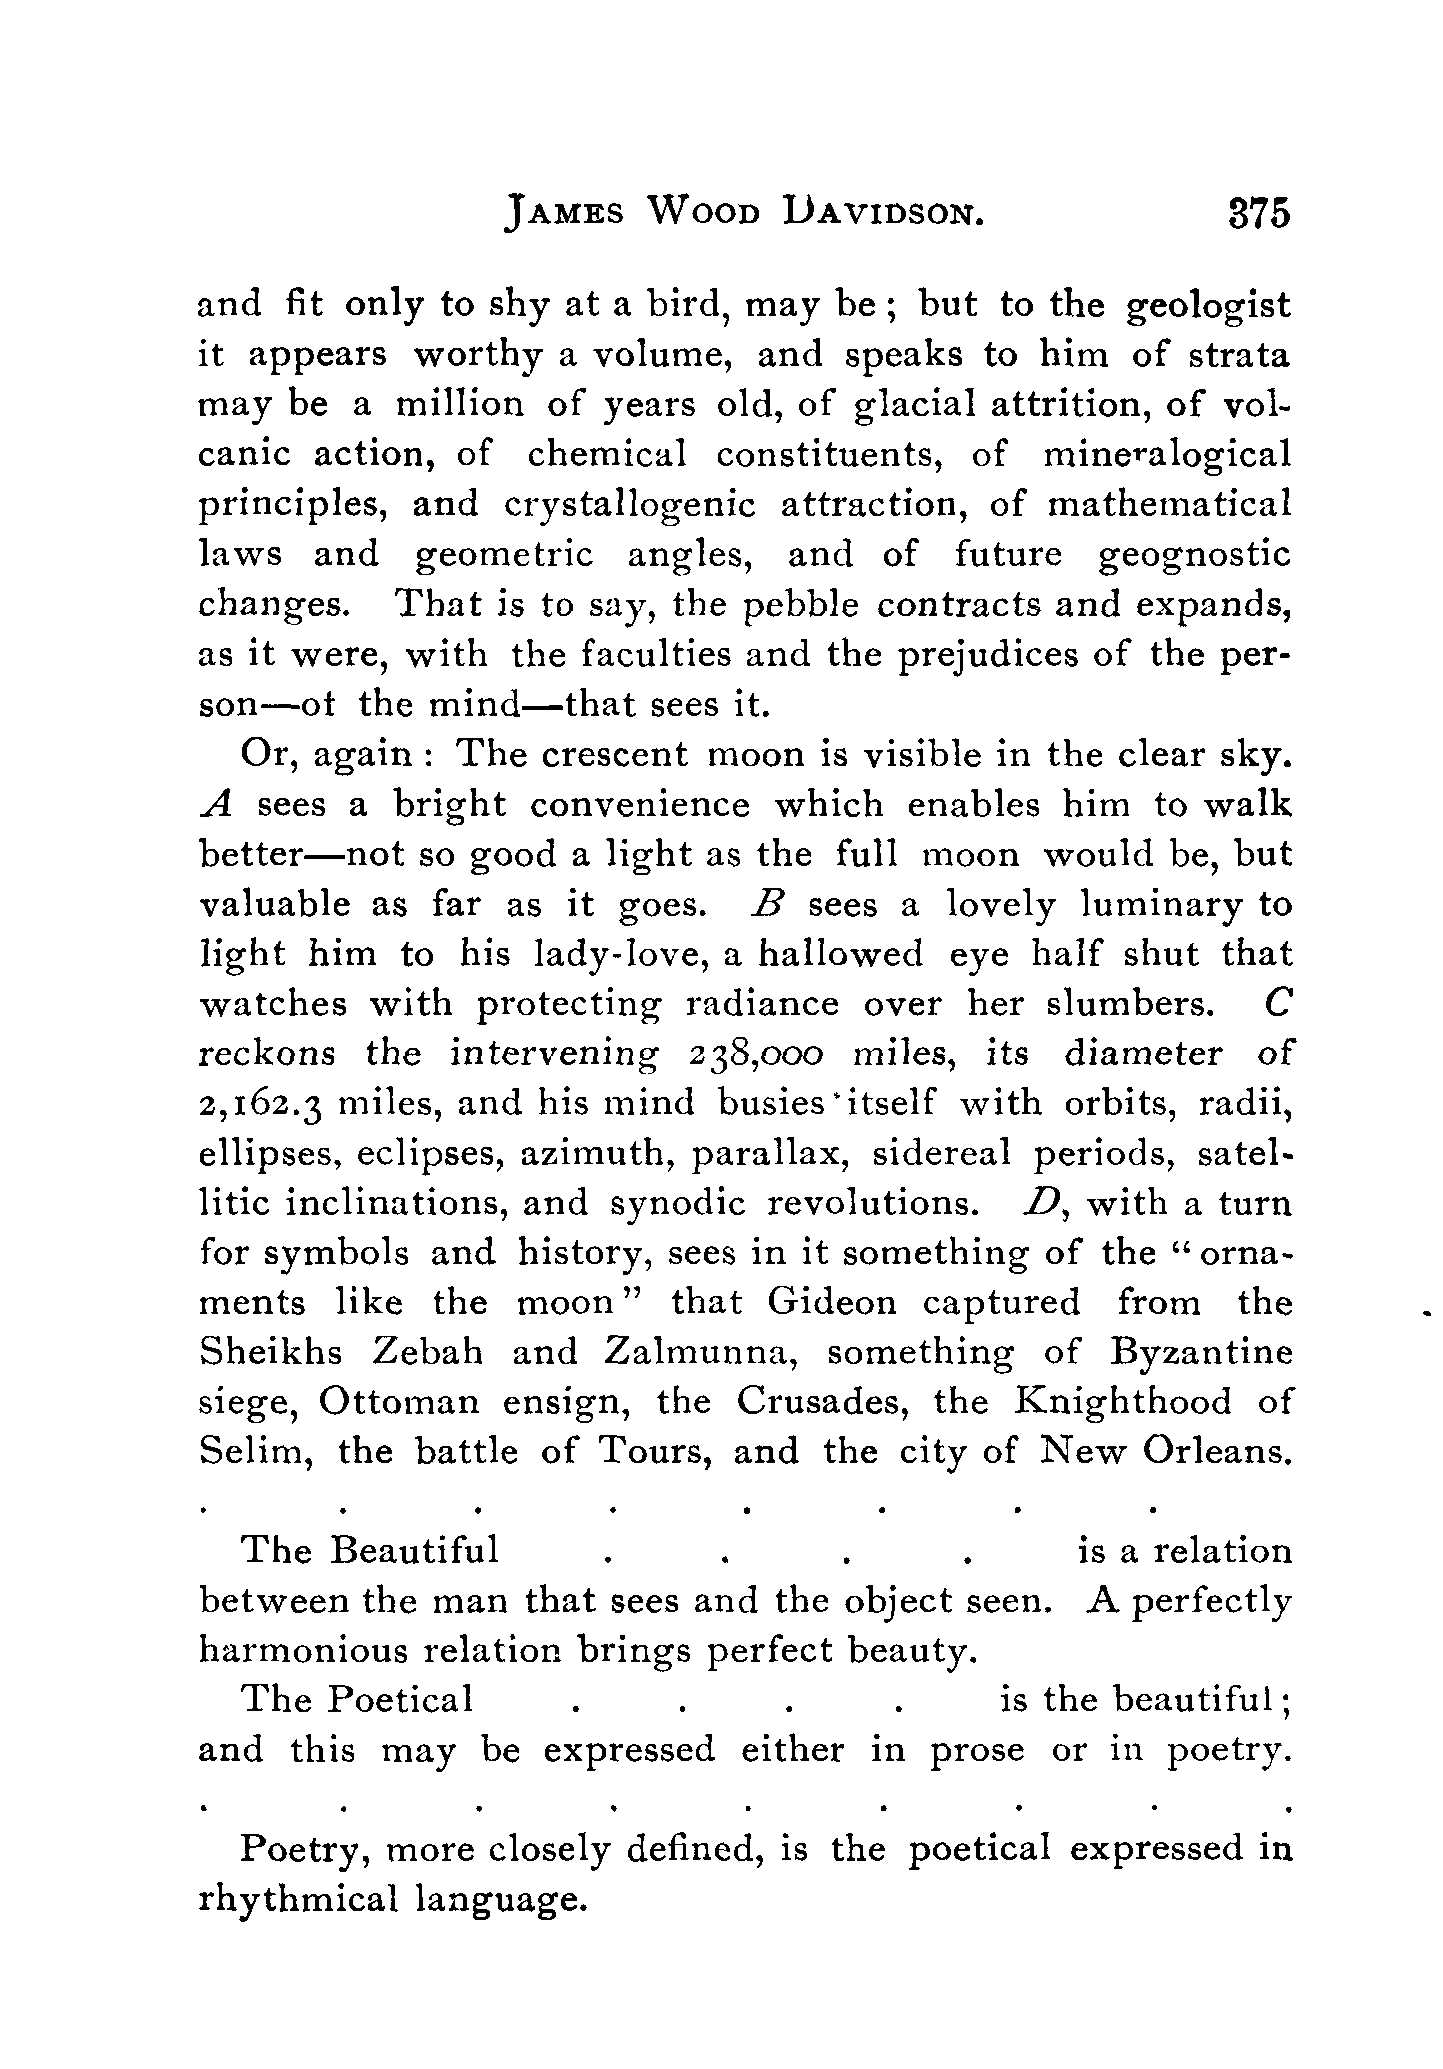 JAMES WOOD DAVIDSON. 375
and fit only to shy at a bird, may be ; but to the geologist
it appears worthy a volume, and speaks to him of strata
may be a million of years old, of glacial attrition, of vol-
canic action, of chemical constituents, of mineralogical
principles, and crystallogenic attraction, of mathematical
laws and geometric angles, and of future geognostic
changes. That is to say, the pebble contracts and expands,
as it were, with the faculties and the prejudices of the per-
son—of the mind—that sees it.
Or, again : The crescent moon is visible in the clear sky.
A sees a bright convenience which enables him to walk
better—not so good a light as the full moon would be, but
valuable as far as it goes. B sees a lovely luminary to
light him to his lady-love, a hallowed eye half shut that
watches with protecting radiance over her slumbers. C
reckons the intervening 238,000 miles, its diameter of
2,162.3 miles, and his mind busies itself with orbits, radii,
ellipses, eclipses, azimuth, parallax, sidereal periods, satel-
litic inclinations, and synodic revolutions. D, with a turn
for symbols and history, sees in it something of the “ orna-
ments like the moon ” that Gideon captured from the
Sheikhs Zebah and Zalmunna, something of Byzantine
siege, Ottoman ensign, the Crusades, the Knighthood of
Selim, the battle of Tours, and the city of New Orleans.
. . . . . . . .
The Beautiful . . . . is a relation
between the man that sees and the object seen. A perfectly
harmonious relation brings perfect beauty.
The Poetical . . . . is the beautiful ;
and this may be expressed either in prose or in poetry.
. . . . . . . . .
Poetry, more closely defined, is the poetical expressed in
rhythmical language.